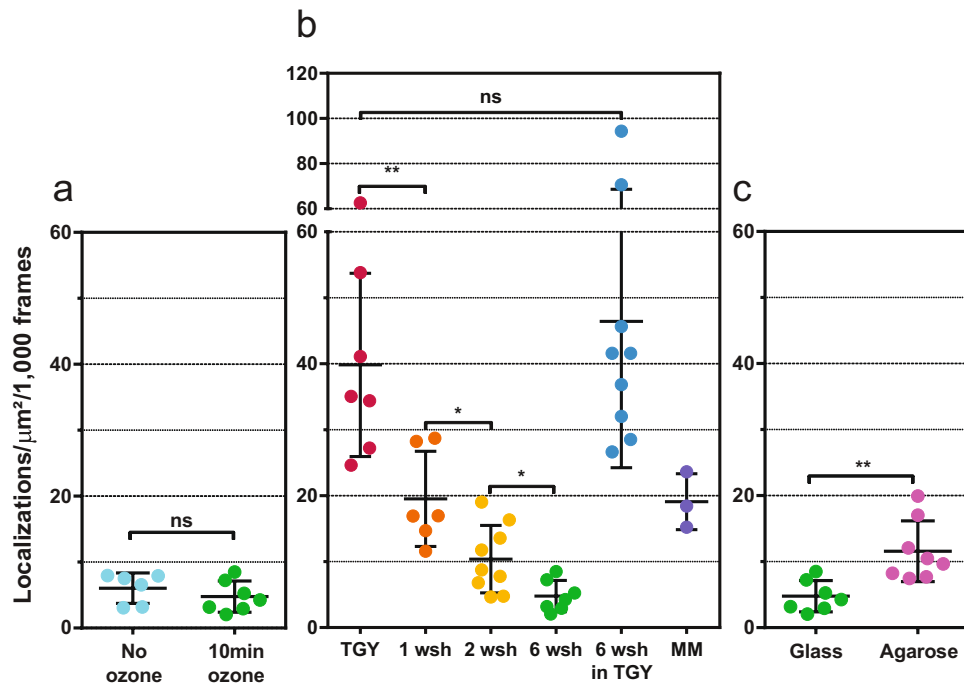 a
b
c
Localizations/μm²/1,000 frames
60
40
20
0
ns
No
ozone
10min
ozone
120
100
80
60
60
40
20
0
ns
**
*
*
TGY
1 wsh
2 wsh
6 wsh
6 wsh
in TGY
MM
60
40
20
0
**
Glass
Agarose